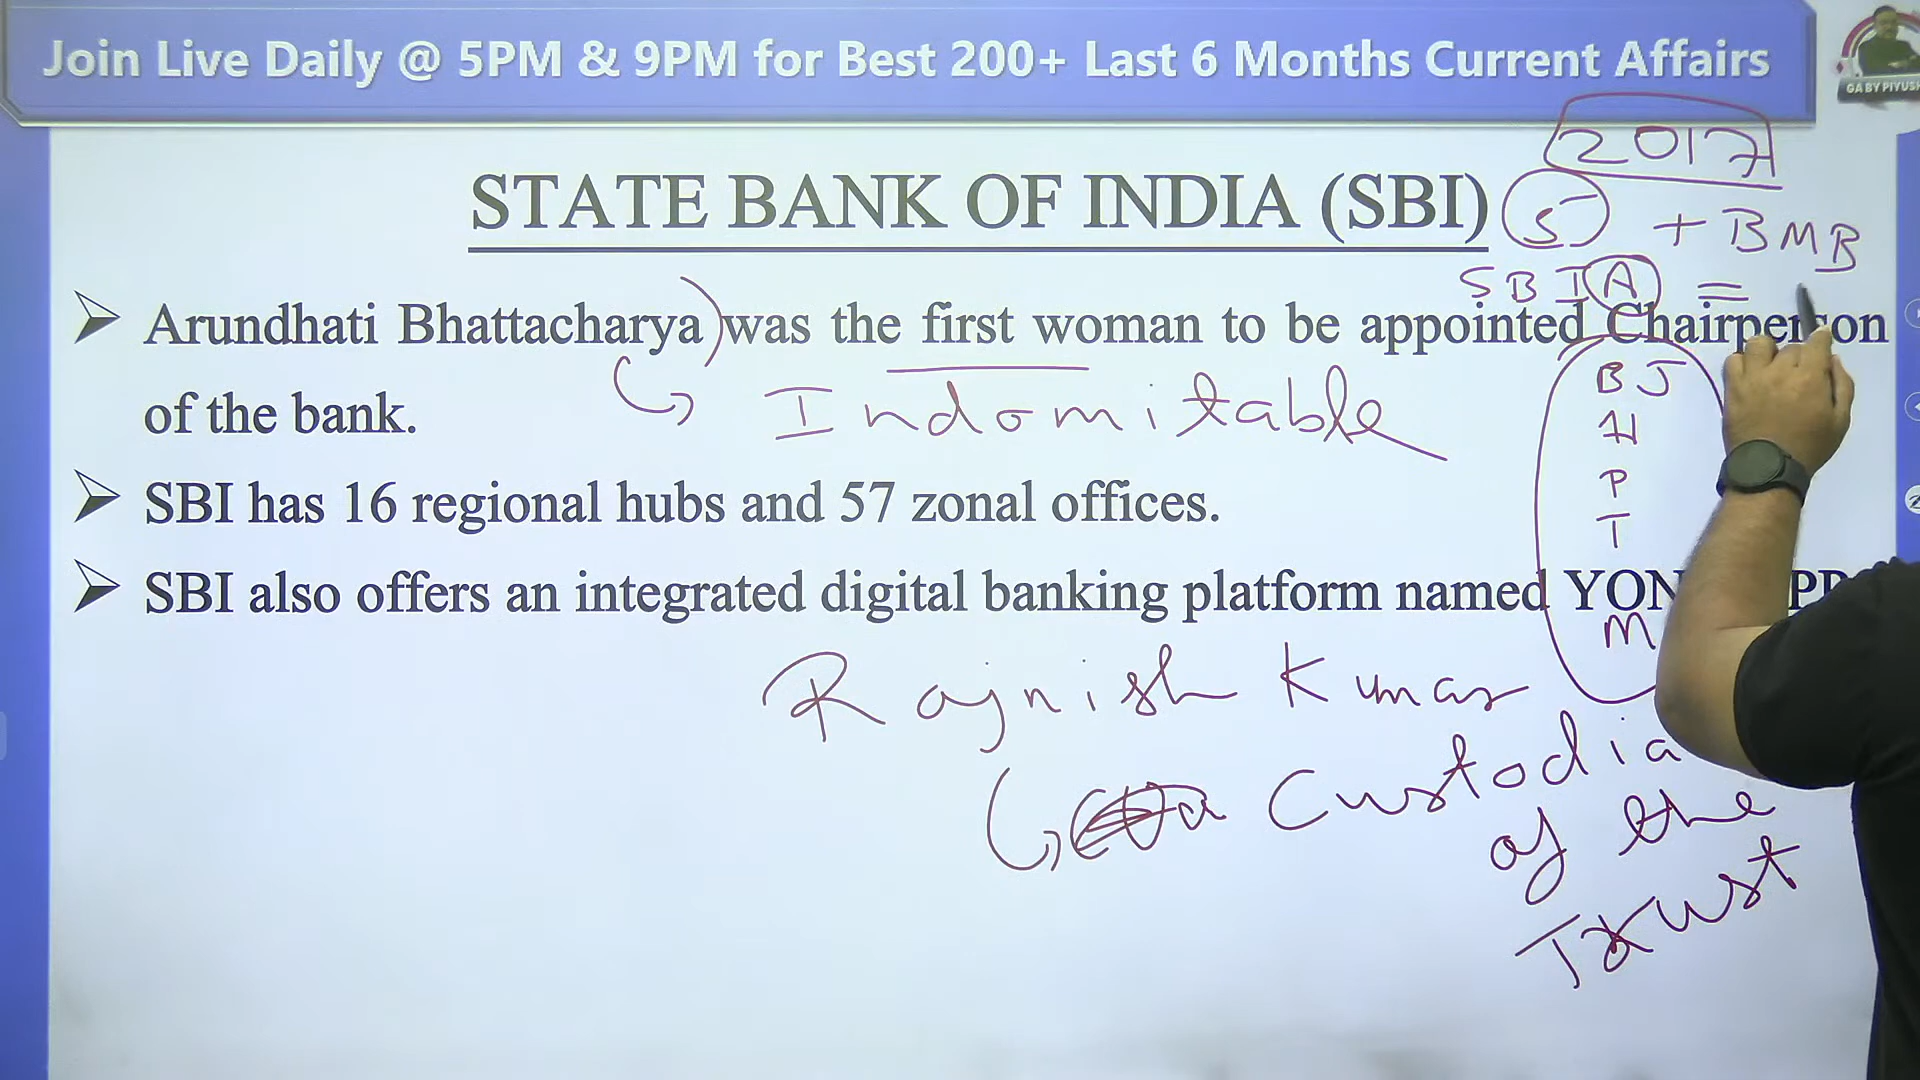 Join Live Daily @ 5PM & 9PM for Best 200+ Last 6 Months Current Affairs
GA BY PIYUSH
2017
STATE BANK OF INDIA (SBI)
5 + BMB
SBIA =
Arundhati Bhattacharya was the first woman to be appointed Chairperson
of the bank.
Indomitable
BJ
H
P
T
M
SBI has 16 regional hubs and 57 zonal offices.
SBI also offers an integrated digital banking platform named
Rajnish Kumar
of the
Trust